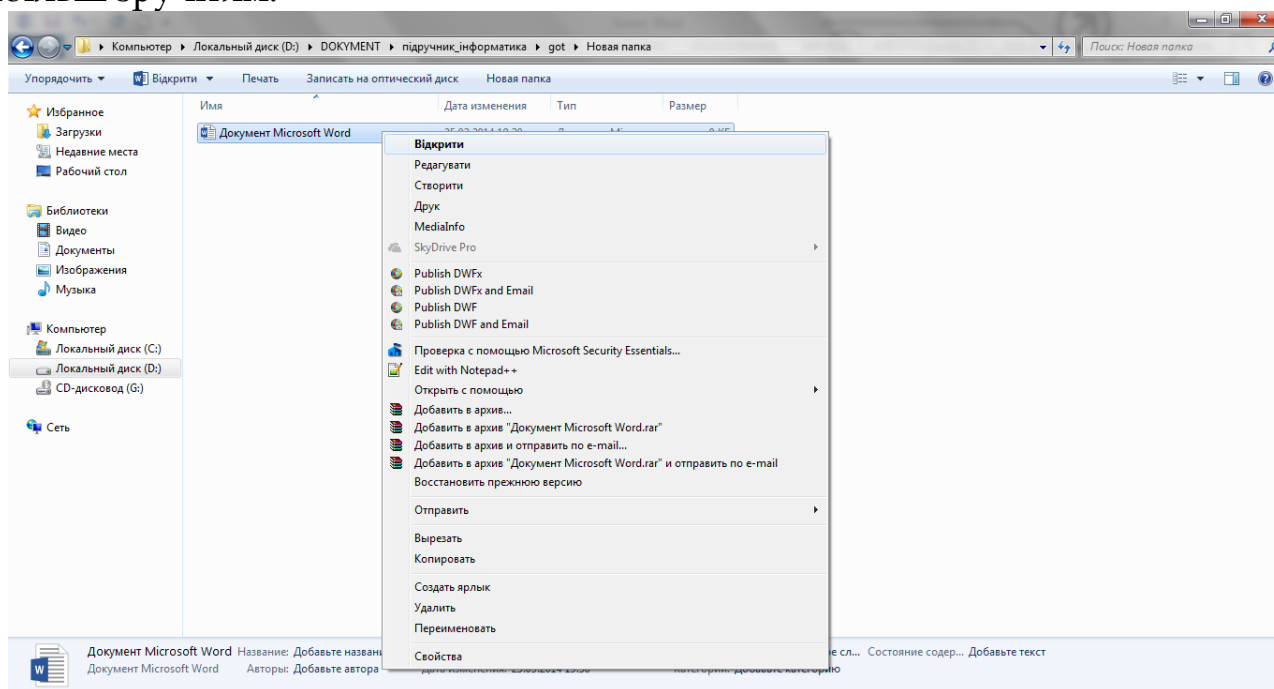 зручнім.
Компьютер ▸ Локальный диск (D:) ▸ DOKYMENT ▸ підручник_інформатика ▸ got ▸ Новая папка
Поиск: Новая папка
Упорядочить Відкрити Печать Записать на оптический диск Новая папка
Имя Дата изменения Тип Размер
Избранное
Загрузки
Недавние места
Рабочий стол
Библиотеки
Видео
Документы
Изображения
Музыка
Компьютер
Локальный диск (C:)
Локальный диск (D:)
CD-дисковод (G:)
Сеть
Документ Microsoft Word
Відкрити
Редагувати
Створити
Друк
MediaInfo
SkyDrive Pro
Publish DWFx
Publish DWFx and Email
Publish DWF
Publish DWF and Email
Проверка с помощью Microsoft Security Essentials...
Edit with Notepad++
Открыть с помощью
Добавить в архив...
Добавить в архив "Документ Microsoft Word.rar"
Добавить в архив и отправить по e-mail...
Добавить в архив "Документ Microsoft Word.rar" и отправить по e-mail
Восстановить прежнюю версию
Отправить
Вырезать
Копировать
Создать ярлык
Удалить
Переименовать
Свойства
Документ Microsoft Word Название: Добавьте Состояние содер... Добавьте текст
Документ Microsoft Word Авторы: Добавьте автора Добавьте категорию